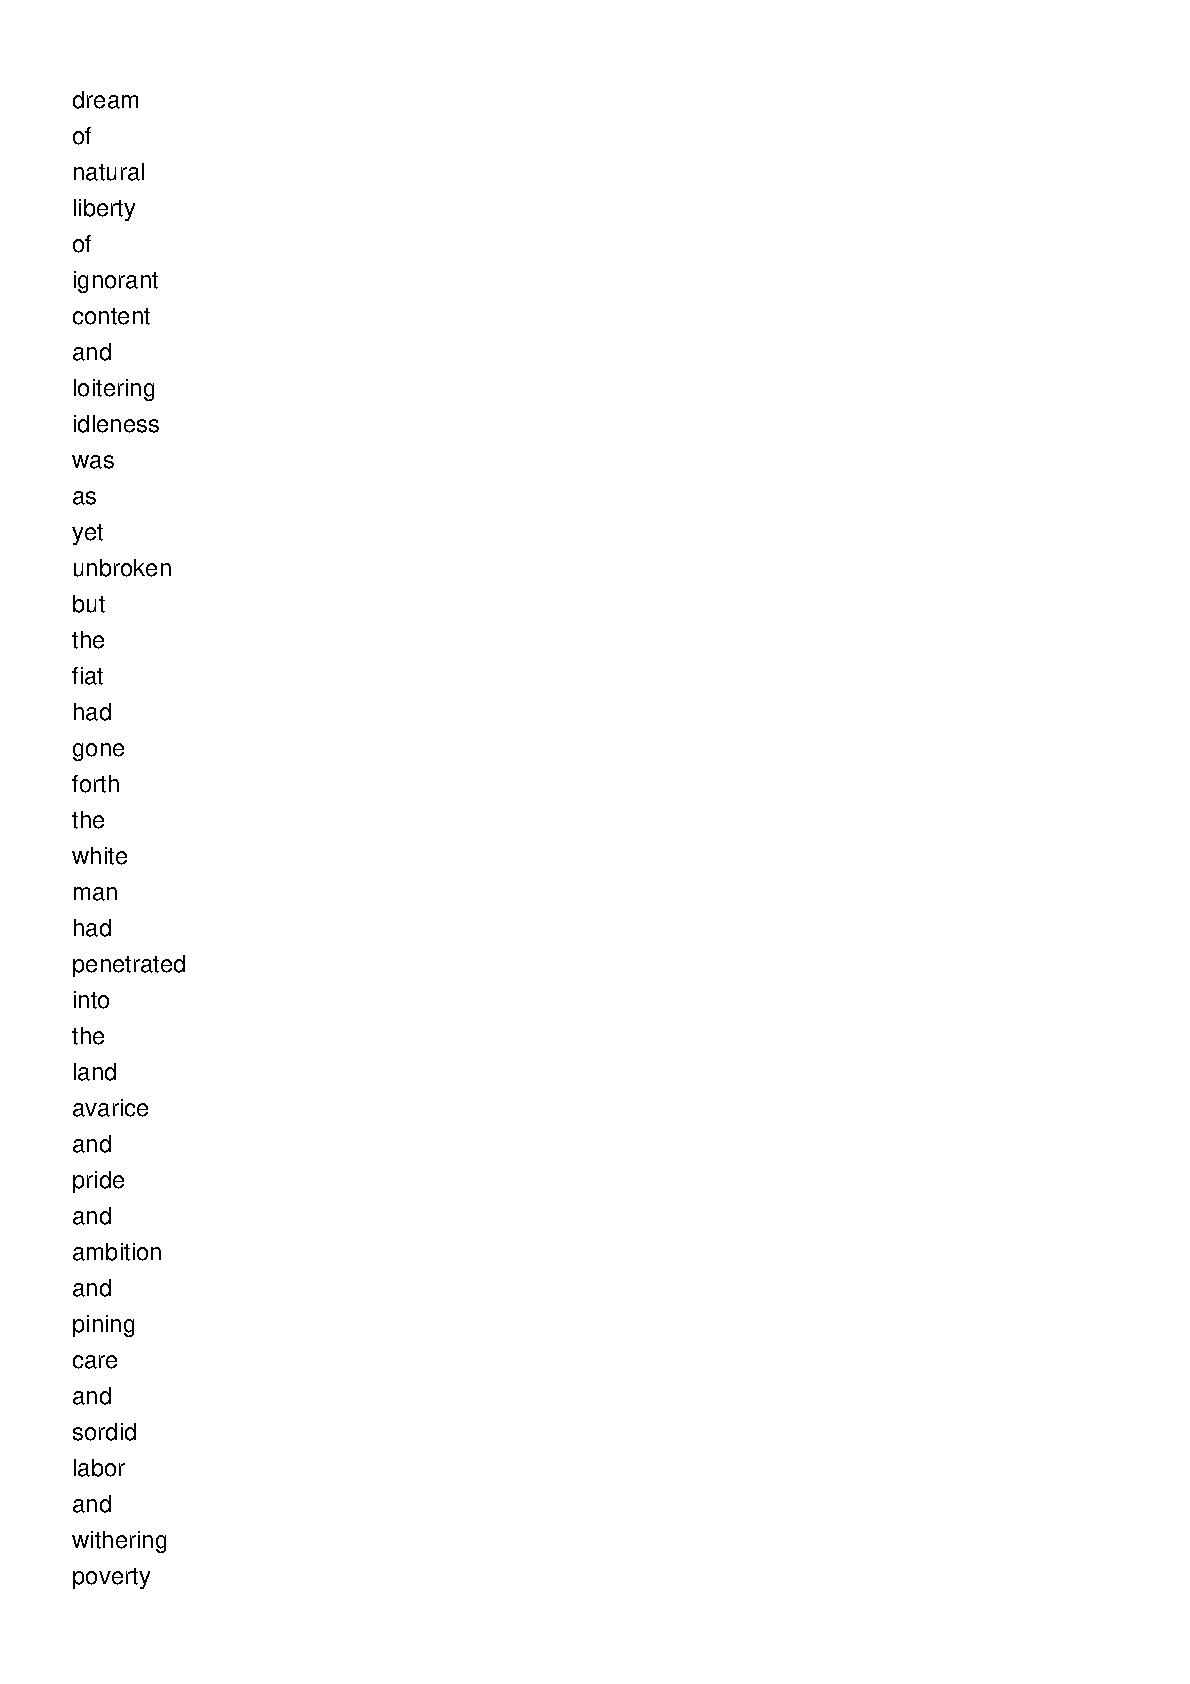 dream
of
natural
liberty
of
ignorant
content
and
loitering
idleness
was
as
yet
unbroken
but
the
fiat
had
gone
forth
the
white
man
had
penetrated
into
the
land
avarice
and
pride
and
ambition
and
pining
care
and
sordid
labor
and
withering
poverty